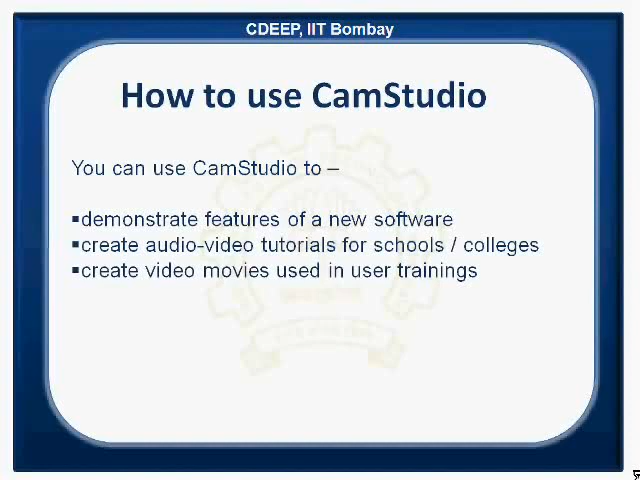 CDEEP, IIT Bombay
How to use CamStudio
You can use CamStudio to –
▪demonstrate features of a new software
▪create audio-video tutorials for schools / colleges
▪create video movies used in user trainings